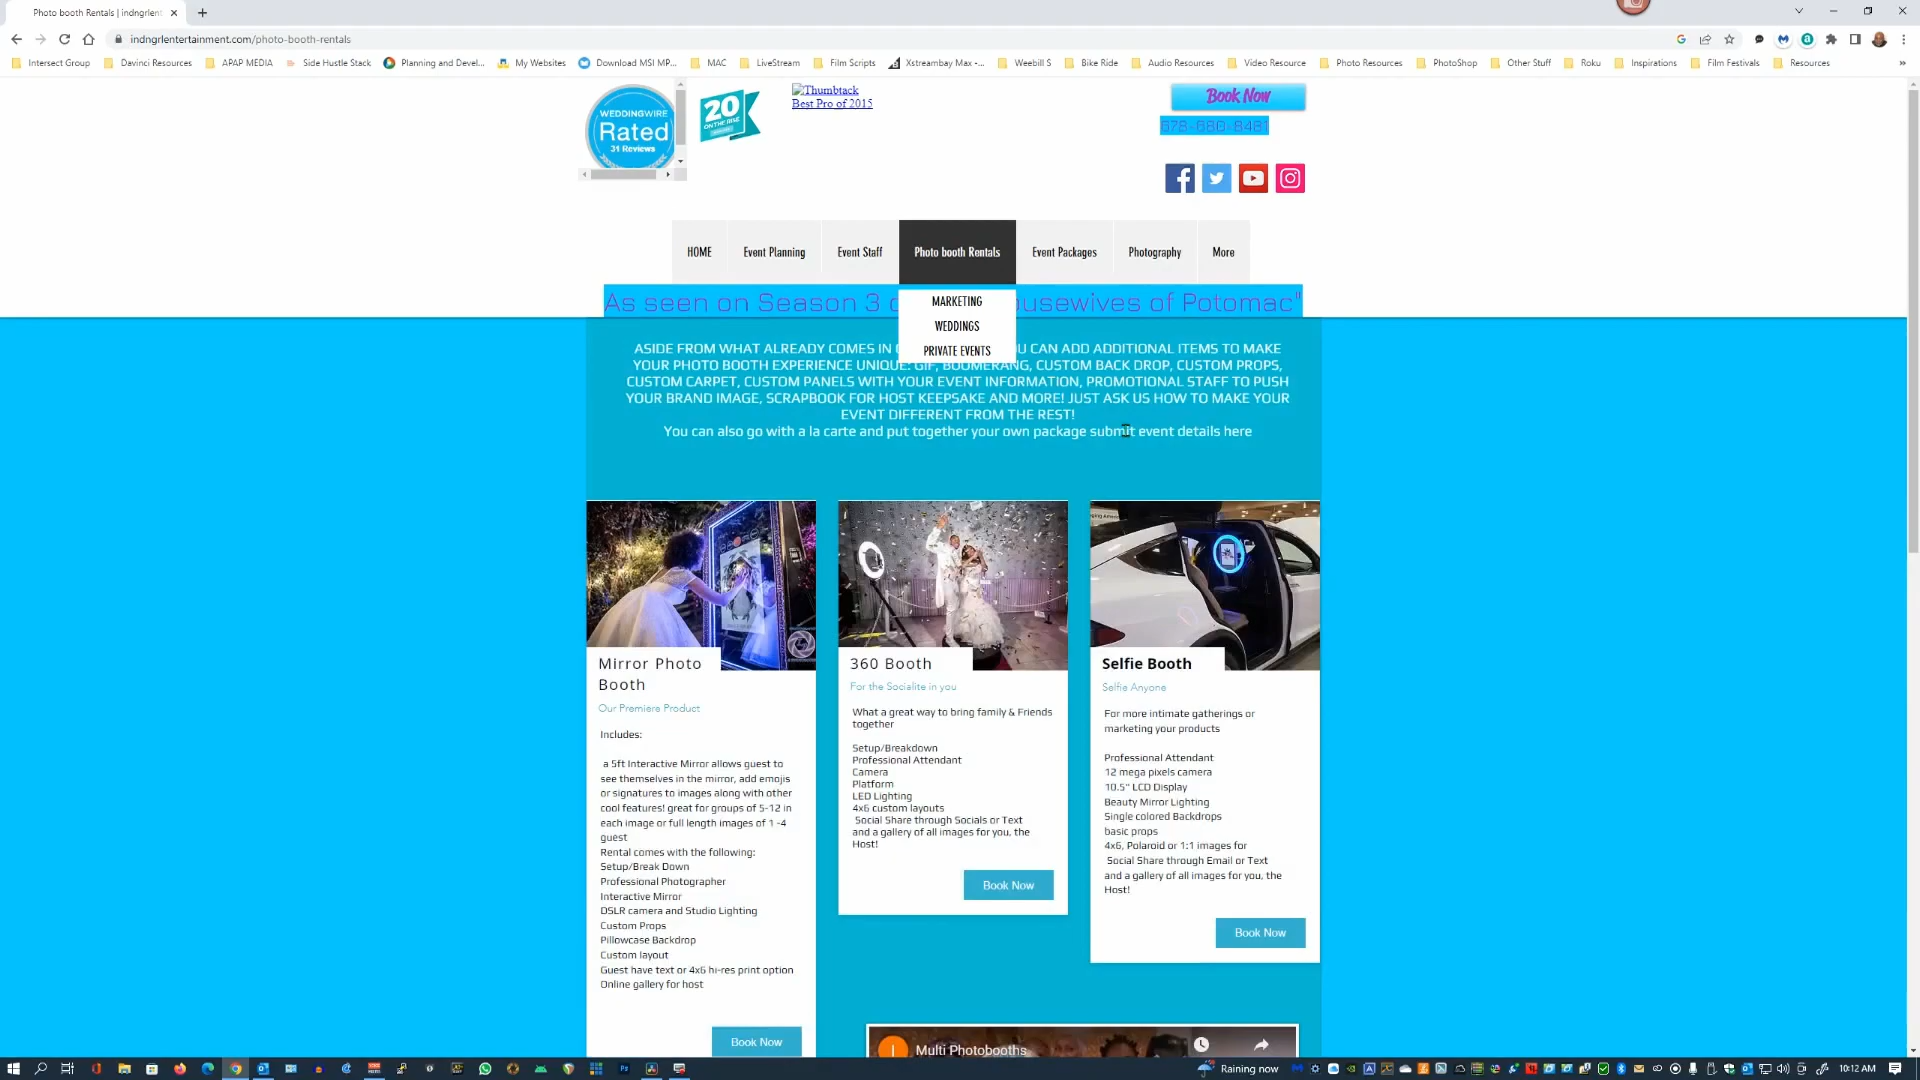 Photo booth Rentals | indngrlent
indngrlentertainment.com/photo-booth-rentals
Intersect Group
Davinci Resources
APAP MEDIA
Side Hustle Stack
Planning and Devel...
My Websites
Download MSI MP...
MAC
LiveStream
Film Scripts
Xstreambay Max -...
Weebill S
Bike Ride
Audio Resources
Video Resource
Photo Resources
PhotoShop
Other Stuff
Roku
Inspirations
Film Festivals
Resources
WEDDINGWIRE
Rated
31 Reviews
20
ON THE RISE
Thumbtack
Best Pro of 2015
Book Now
678-680-8481
HOME
Event Planning
Event Staff
Photo booth Rentals
Event Packages
Photography
More
MARKETING
WEDDINGS
PRIVATE EVENTS
As seen on Season 3 o ousewives of Potomac"
ASIDE FROM WHAT ALREADY COMES IN U CAN ADD ADDITIONAL ITEMS TO MAKE
YOUR PHOTO BOOTH EXPERIENCE UNIQUE: GIF, BOOMERANG, CUSTOM BACK DROP, CUSTOM PROPS,
CUSTOM CARPET, CUSTOM PANELS WITH YOUR EVENT INFORMATION, PROMOTIONAL STAFF TO PUSH
YOUR BRAND IMAGE, SCRAPBOOK FOR HOST KEEPSAKE AND MORE! JUST ASK US HOW TO MAKE YOUR
EVENT DIFFERENT FROM THE REST!
You can also go with a la carte and put together your own package submit event details here
Mirror Photo
Booth
Our Premiere Product
Includes:
a 5ft Interactive Mirror allows guest to
see themselves in the mirror, add emojis
or signatures to images along with other
cool features! great for groups of 5-12 in
each image or full length images of 1 -4
guest
Rental comes with the following:
Setup/Break Down
Professional Photographer
Interactive Mirror
DSLR camera and Studio Lighting
Custom Props
Pillowcase Backdrop
Custom layout
Guest have text or 4x6 hi-res print option
Online gallery for host
Book Now
360 Booth
For the Socialite in you
What a great way to bring family & Friends
together
Setup/Breakdown
Professional Attendant
Camera
Platform
LED Lighting
4x6 custom layouts
Social Share through Socials or Text
and a gallery of all images for you, the
Host!
Book Now
Selfie Booth
Selfie Anyone
For more intimate gatherings or
marketing your products
Professional Attendant
12 mega pixels camera
10.5" LCD Display
Beauty Mirror Lighting
Single colored Backdrops
basic props
4x6, Polaroid or 1:1 images for
Social Share through Email or Text
and a gallery of all images for you, the
Host!
Book Now
I
Multi Photobooths
Raining now
10:12 AM